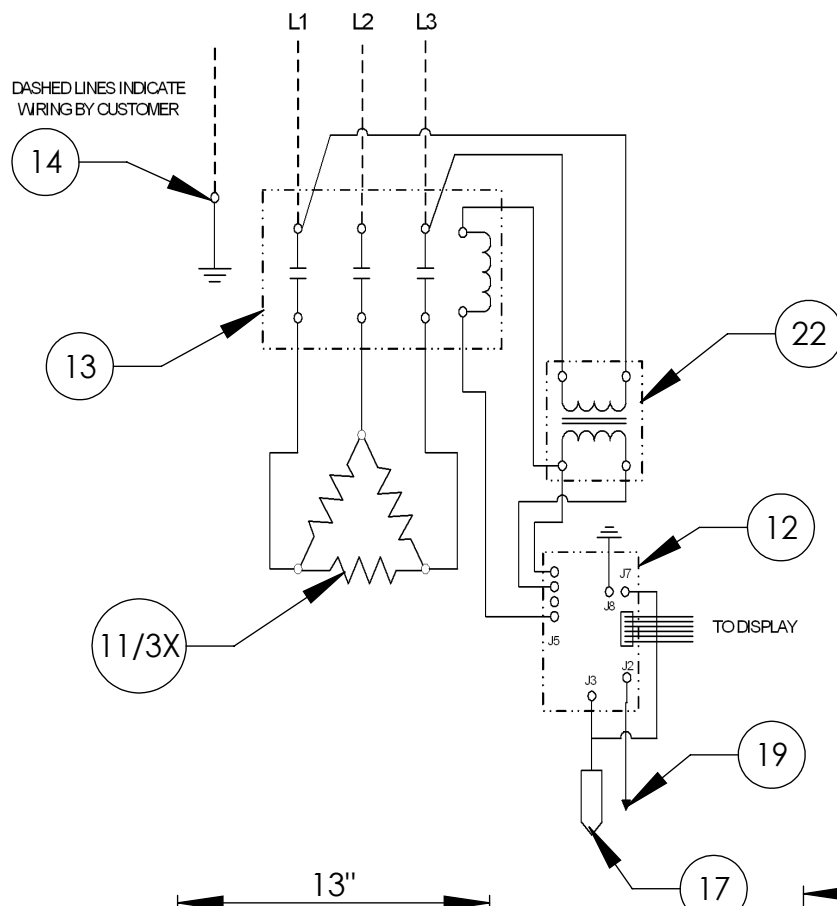 L1
L2
L3
DASHED LINES INDICATE
WIRING BY CUSTOMER
14
13
22
12
J7
J8
11/3X
TO DISPLAY
J5
J3
J2
19
17
13"